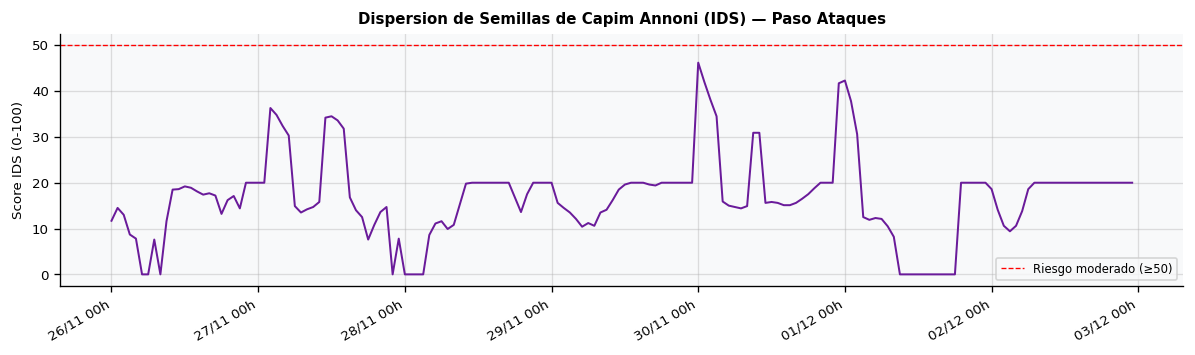 Dispersion de Semillas de Capim Annoni (IDS) — Paso Ataques
Score IDS (0-100)
50
40
30
20
10
0
Riesgo moderado (≥50)
26/11 00h
27/11 00h
28/11 00h
29/11 00h
30/11 00h
01/12 00h
02/12 00h
03/12 00h